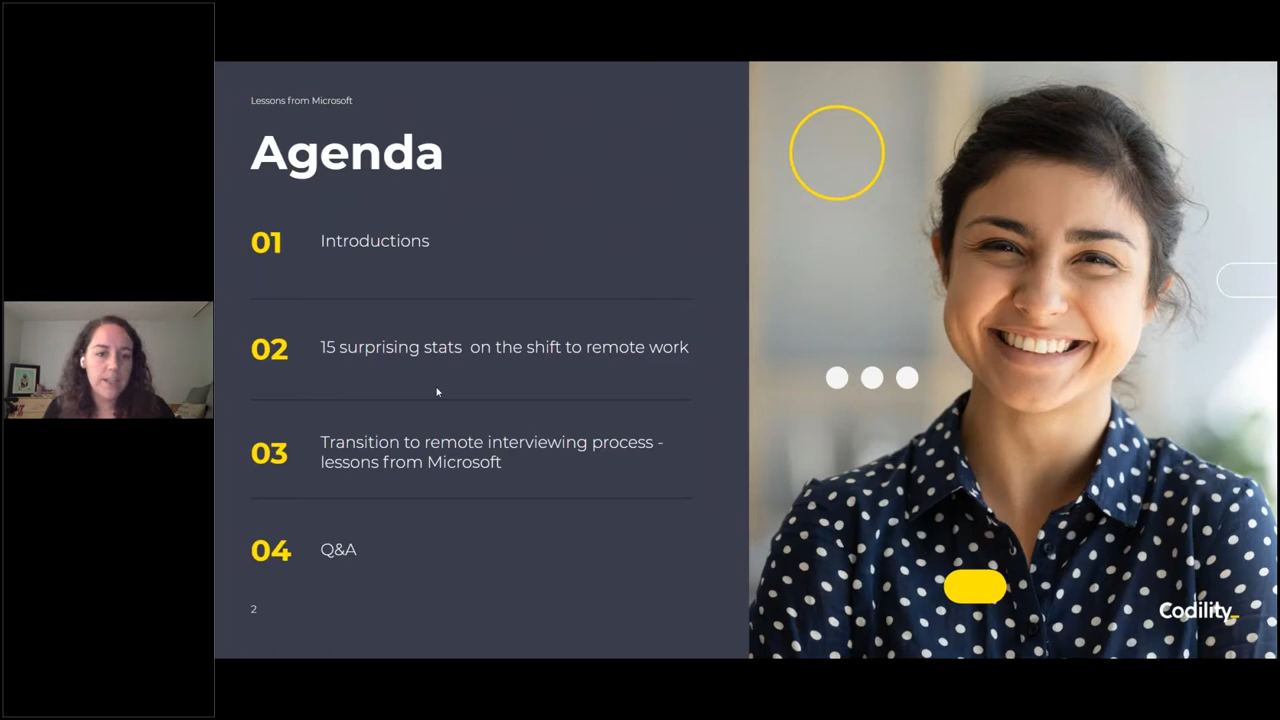 Lessons from Microsoft
Agenda
01 Introductions
02 15 surprising stats on the shift to remote work
03 Transition to remote interviewing process -
lessons from Microsoft
04 Q&A
2
Codility_